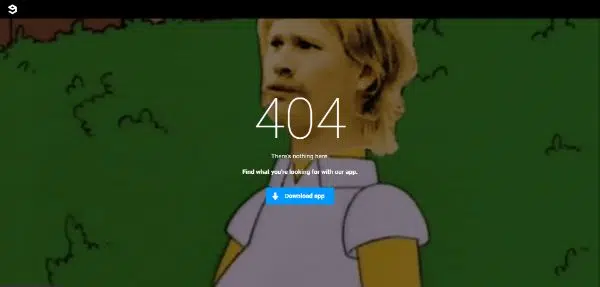 404
There's nothing here.
Find what you're looking for with our app.
Download app